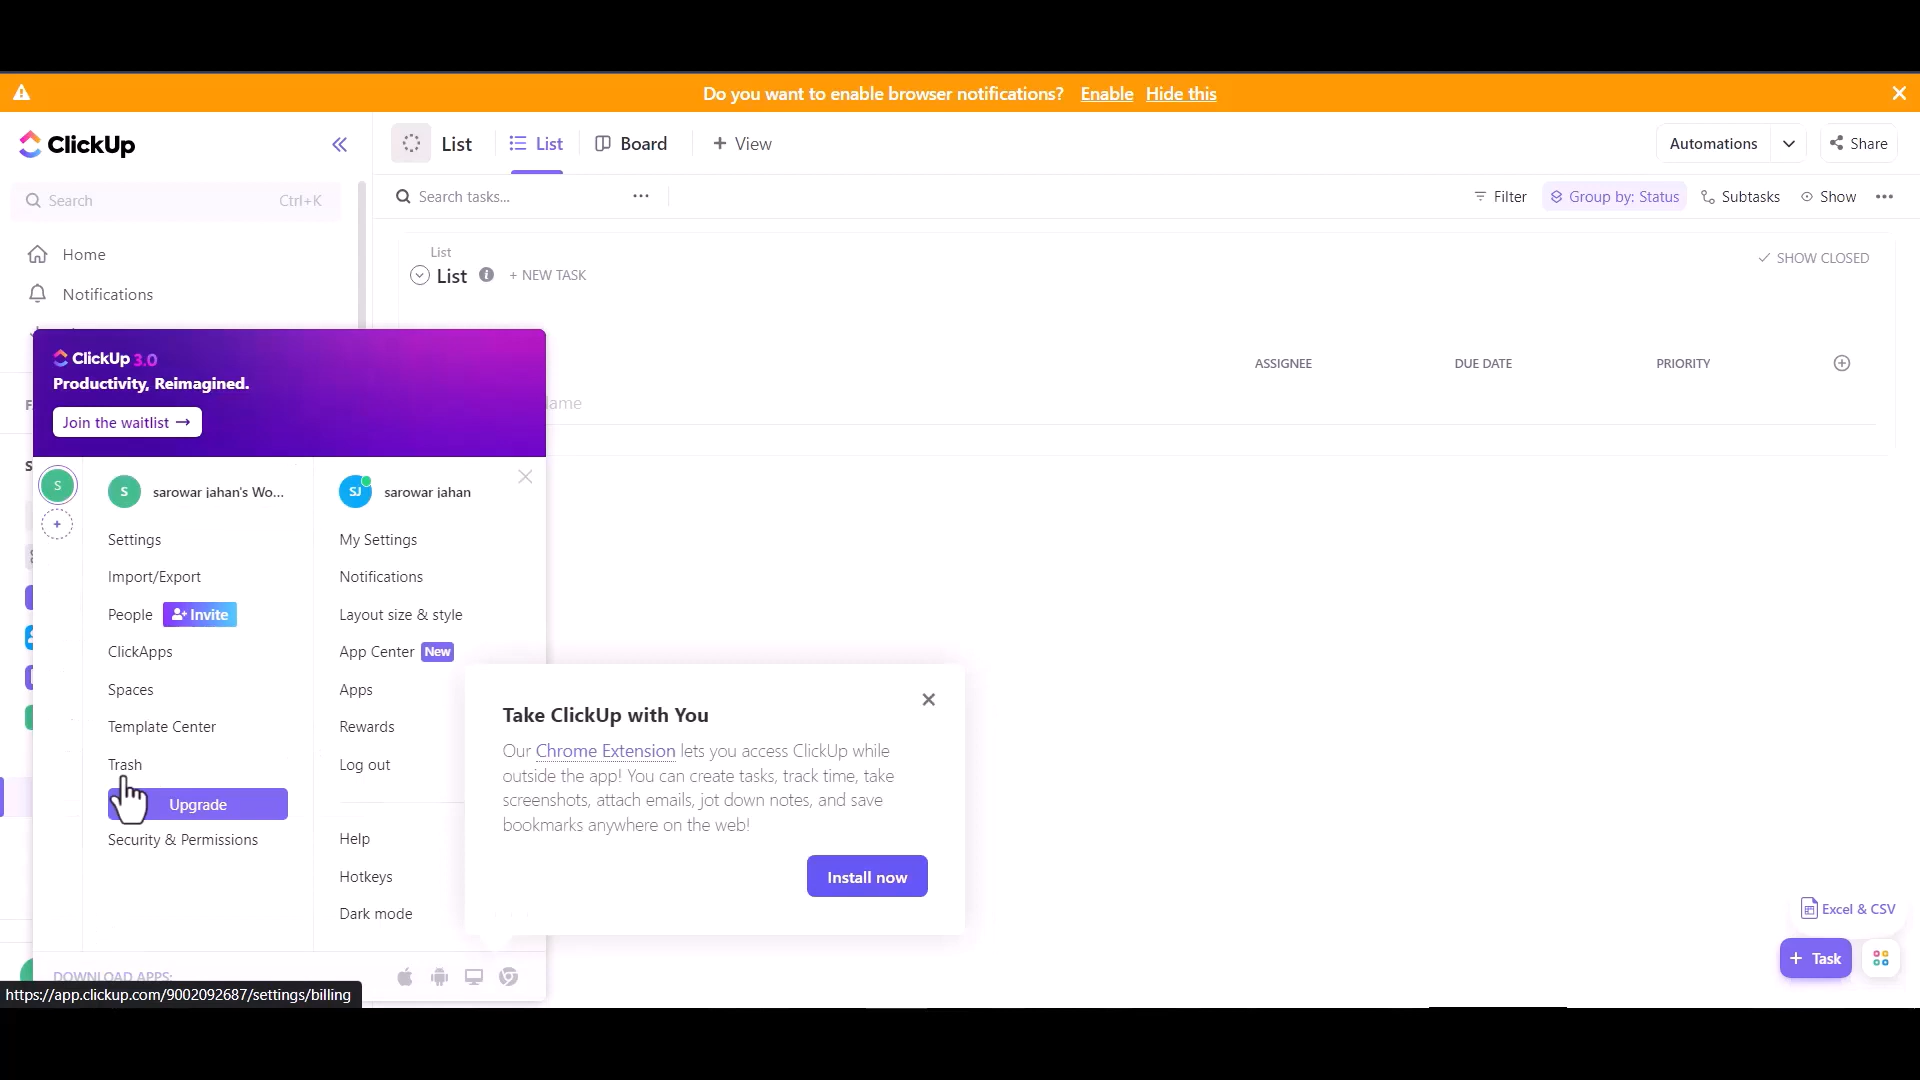 Do you want to enable browser notifications? Enable Hide this
ClickUp
Search Ctrl+K
Home
Notifications
List List Board + View
Automations Share
Search tasks...
Filter Group by: Status Subtasks Show
List
List + NEW TASK
SHOW CLOSED
ASSIGNEE DUE DATE PRIORITY
ClickUp 3.0
Productivity, Reimagined.
Join the waitlist →
S
+
S sarowar jahan's Wo...
Settings
Import/Export
People Invite
ClickApps
Spaces
Template Center
Trash
Upgrade
Security & Permissions
SJ sarowar jahan
My Settings
Notifications
Layout size & style
App Center New
Apps
Rewards
Log out
Help
Hotkeys
Dark mode
DOWNLOAD APPS:
Take ClickUp with You
Our Chrome Extension lets you access ClickUp while
outside the app! You can create tasks, track time, take
screenshots, attach emails, jot down notes, and save
bookmarks anywhere on the web!
Install now
Excel & CSV
+ Task
https://app.clickup.com/9002092687/settings/billing